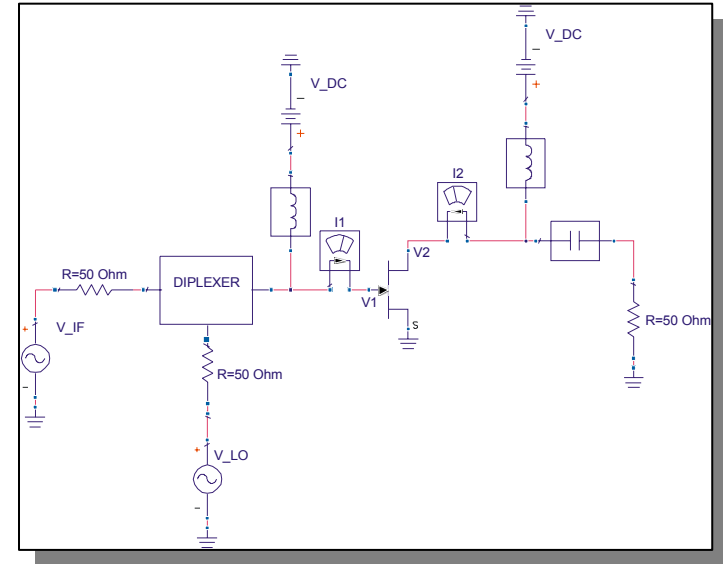 V_DC
V_DC
I2
I1
V2
R=50 Ohm
DIPLEXER
V1
S
R=50 Ohm
V_IF
R=50 Ohm
V_LO